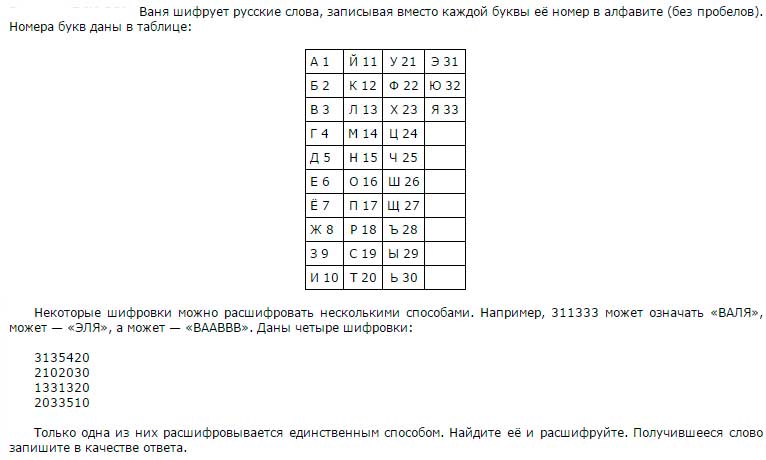 Ваня шифрует русские слова, записывая вместо каждой буквы её номер в алфавите (без пробелов).
Номера букв даны в таблице:
А 1 Й 11 У 21 Э 31
Б 2 К 12 Ф 22 Ю 32
В 3 Л 13 Х 23 Я 33
Г 4 М 14 Ц 24
Д 5 Н 15 Ч 25
Е 6 О 16 Ш 26
Ё 7 П 17 Щ 27
Ж 8 Р 18 Ъ 28
З 9 С 19 Ы 29
И 10 Т 20 Ь 30
Некоторые шифровки можно расшифровать несколькими способами. Например, 311333 может означать «ВАЛЯ»,
может — «ЭЛЯ», а может — «ВААВВВ». Даны четыре шифровки:
3135420
2102030
1331320
2033510
Только одна из них расшифровывается единственным способом. Найдите её и расшифруйте. Получившееся слово
запишите в качестве ответа.